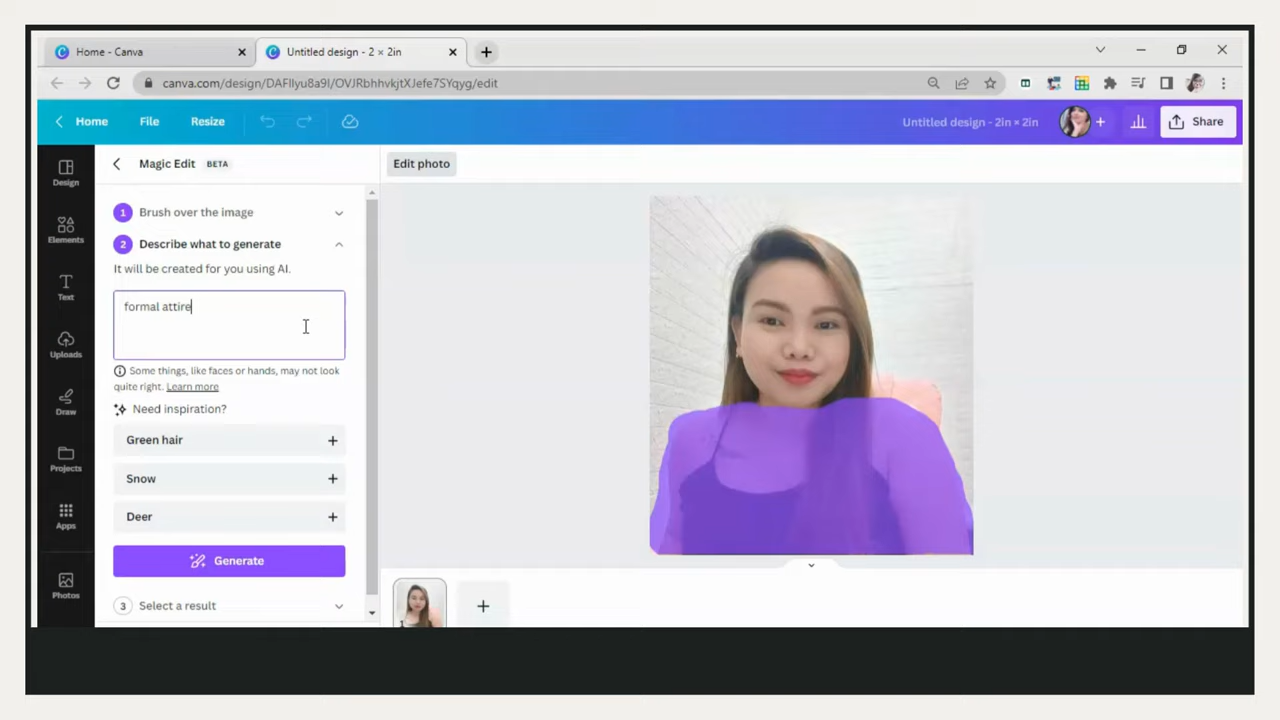 Home - Canva
Untitled design - 2 × 2in
canva.com/design/DAFIlyu8a9I/OVJRbhhvkjtXJefe7SYqyg/edit
Home
File
Resize
Untitled design - 2in × 2in
Share
Design
Elements
Text
Uploads
Draw
Projects
Apps
Photos
Magic Edit BETA
1 Brush over the image
2 Describe what to generate
It will be created for you using AI.
formal attire
Some things, like faces or hands, may not look
quite right. Learn more
Need inspiration?
Green hair
Snow
Deer
Generate
3 Select a result
Edit photo